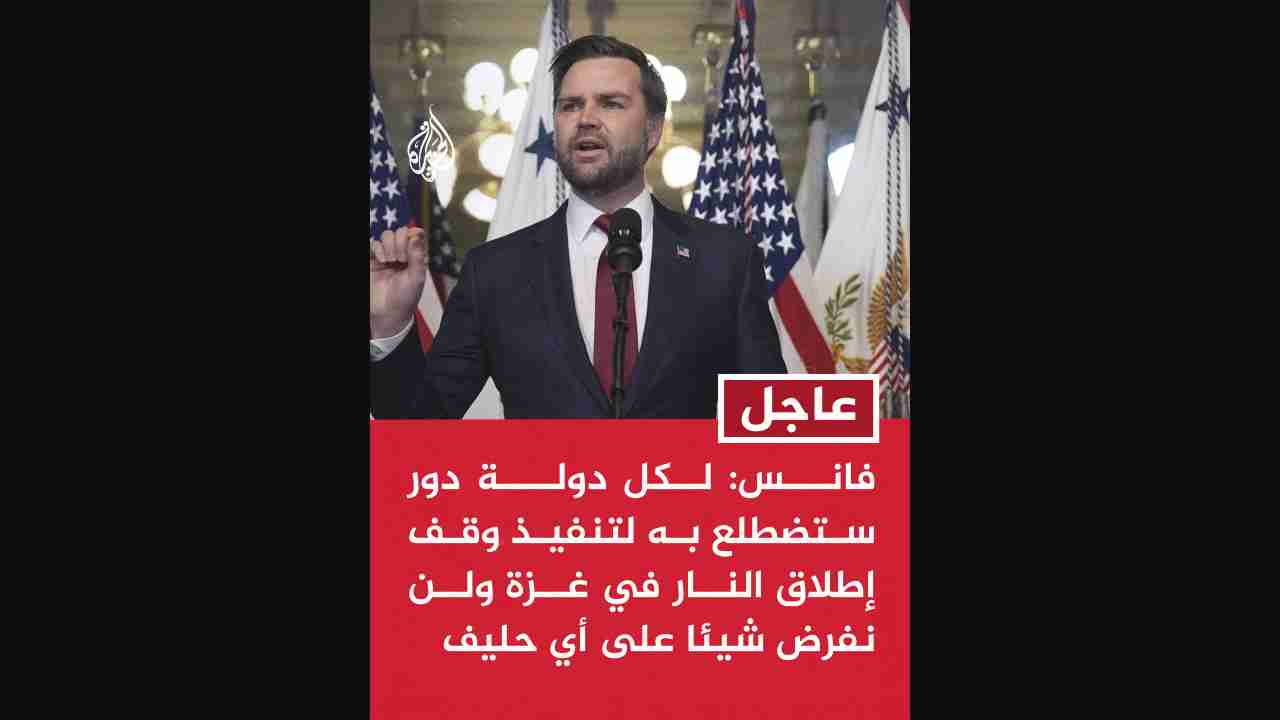 الجزيرة
عاجل
فانس: لكل دولة دور
ستضطلع به لتنفيذ وقف
إطلاق النار في غزة ولن
نفرض شيئا على أي حليف